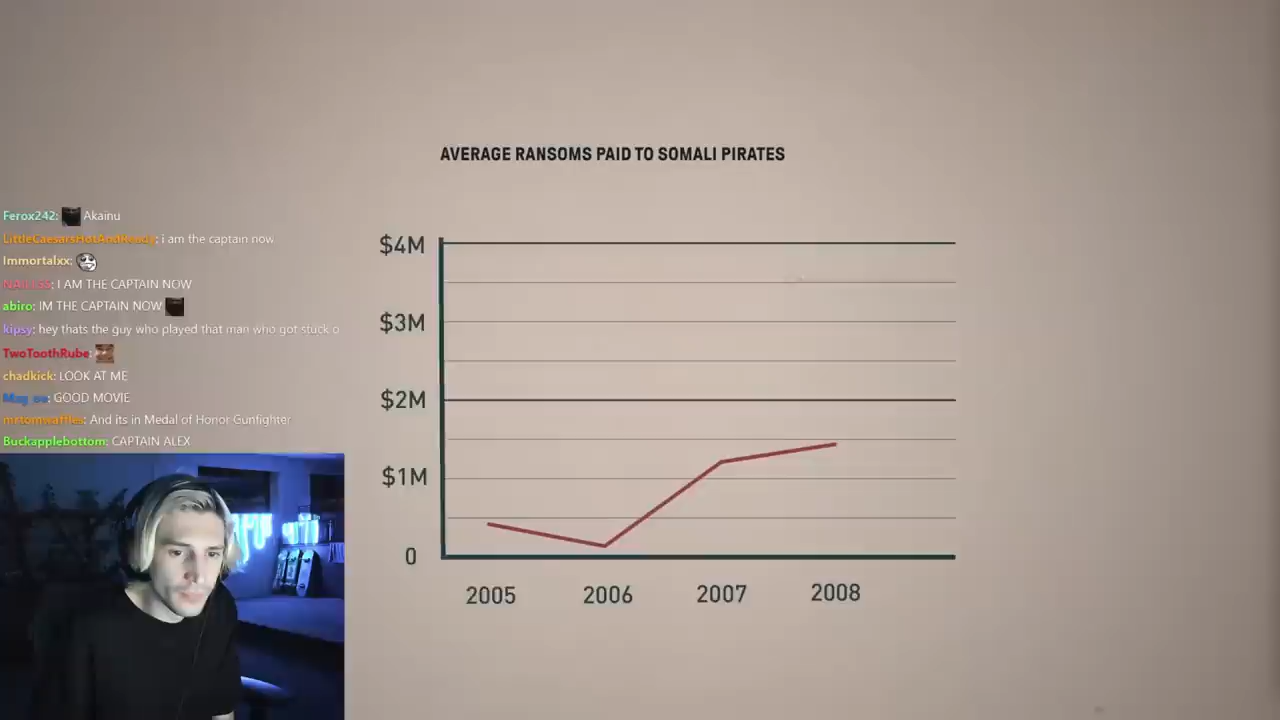 AVERAGE RANSOMS PAID TO SOMALI PIRATES
$4M
$3M
$2M
$1M
0
2005 2006 2007 2008
Ferox242: Akainu
LittleCaesarsHotAndReady: i am the captain now
Immortalxx:
I AM THE CAPTAIN NOW
abiro: IM THE CAPTAIN NOW
kipsy: hey thats the guy who played that man who got stuck o
TwoToothRube:
chadkick: LOOK AT ME
GOOD MOVIE
mrtomwaffles: And its in Medal of Honor Gunfighter
Buckapplebottom: CAPTAIN ALEX